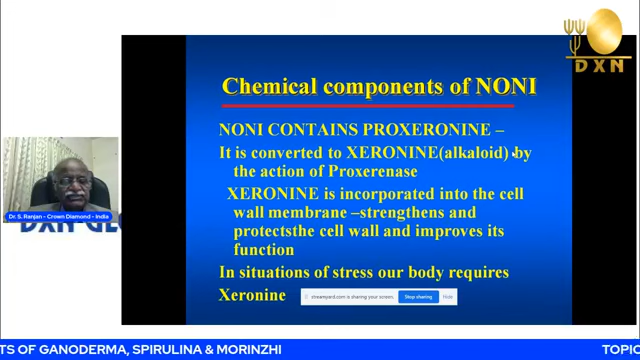 DXN
Chemical components of NONI
NONI CONTAINS PROXERONINE –
It is converted to XERONINE(alkaloid) by
the action of Proxerenase
XERONINE is incorporated into the cell
wall membrane –strengthens and
protectsthe cell wall and improves its
function
In situations of stress our body requires
Xeronine
streamyard.com is sharing your screen.
Stop sharing
Hide
Dr. S. Ranjan - Crown Diamond - India
TS OF GANODERMA, SPIRULINA & MORINZHI
TOPIC